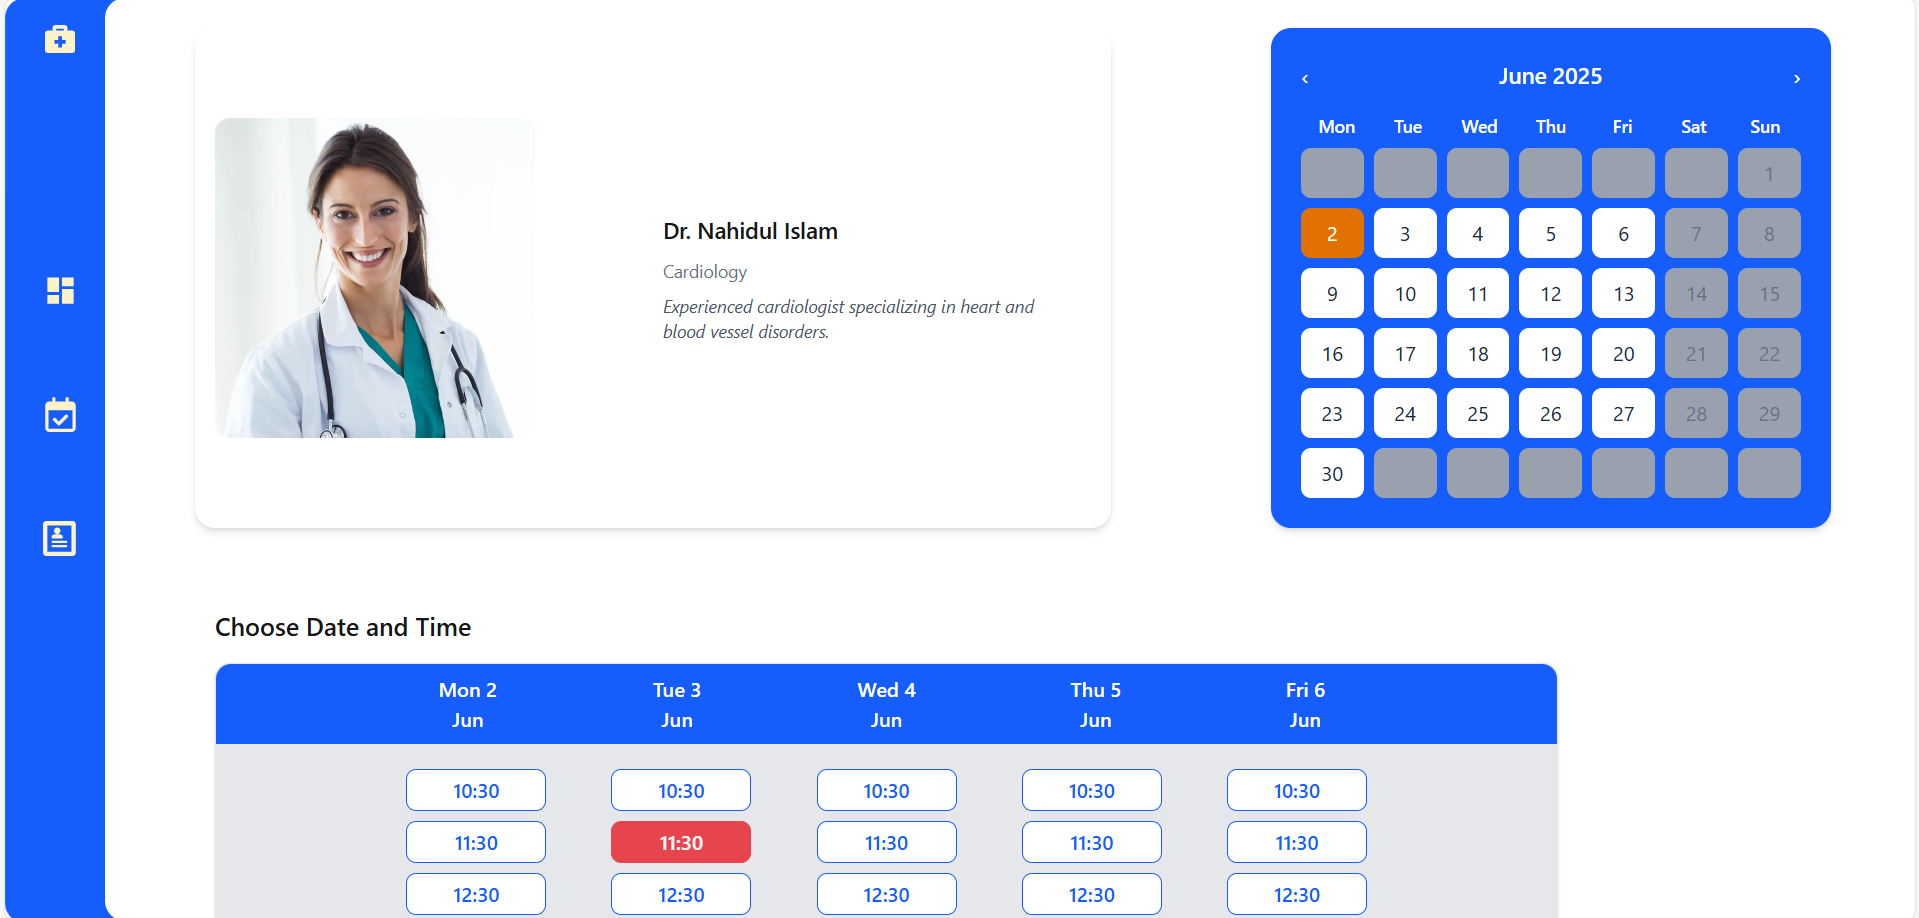 Dr. Nahidul Islam
Cardiology
Experienced cardiologist specializing in heart and
blood vessel disorders.
‹ June 2025 ›
Mon Tue Wed Thu Fri Sat Sun
1
2 3 4 5 6 7 8
9 10 11 12 13 14 15
16 17 18 19 20 21 22
23 24 25 26 27 28 29
30
Choose Date and Time
Mon 2 Tue 3 Wed 4 Thu 5 Fri 6
Jun Jun Jun Jun Jun
10:30 10:30 10:30 10:30 10:30
11:30 11:30 11:30 11:30 11:30
12:30 12:30 12:30 12:30 12:30